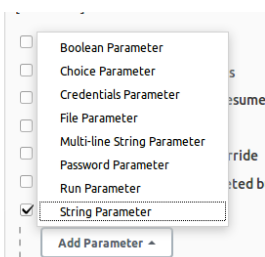 Boolean Parameter
Choice Parameter
Credentials Parameter
File Parameter
Multi-line String Parameter
Password Parameter
Run Parameter
String Parameter
Add Parameter